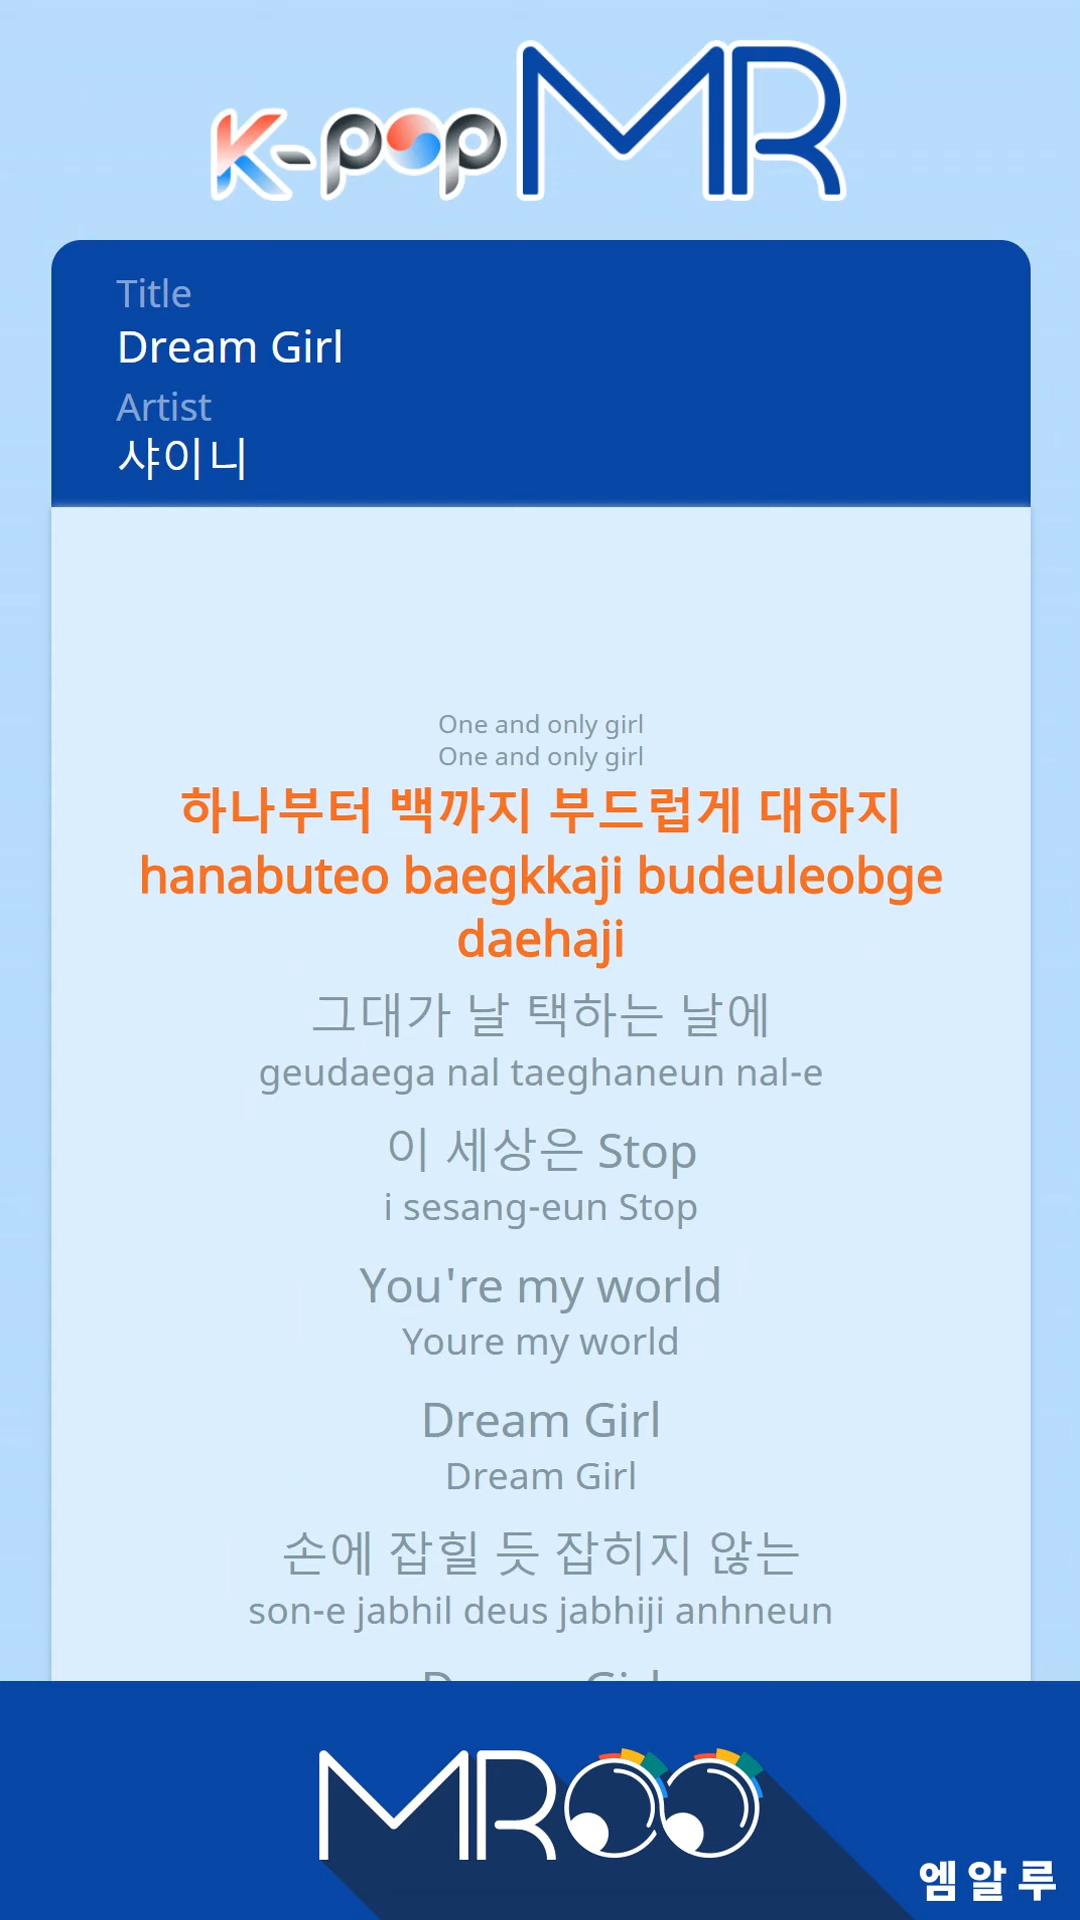 K-pop MR
Title
Dream Girl
Artist
샤이니
One and only girl
One and only girl
하나부터 백까지 부드럽게 대하지
hanabuteo baegkkaji budeuleobge
daehaji
그대가 날 택하는 날에
geudaega nal taeghaneun nal-e
이 세상은 Stop
i sesang-eun Stop
You're my world
Youre my world
Dream Girl
Dream Girl
손에 잡힐 듯 잡히지 않는
son-e jabhil deus jabhiji anhneun
MROO
엠알루